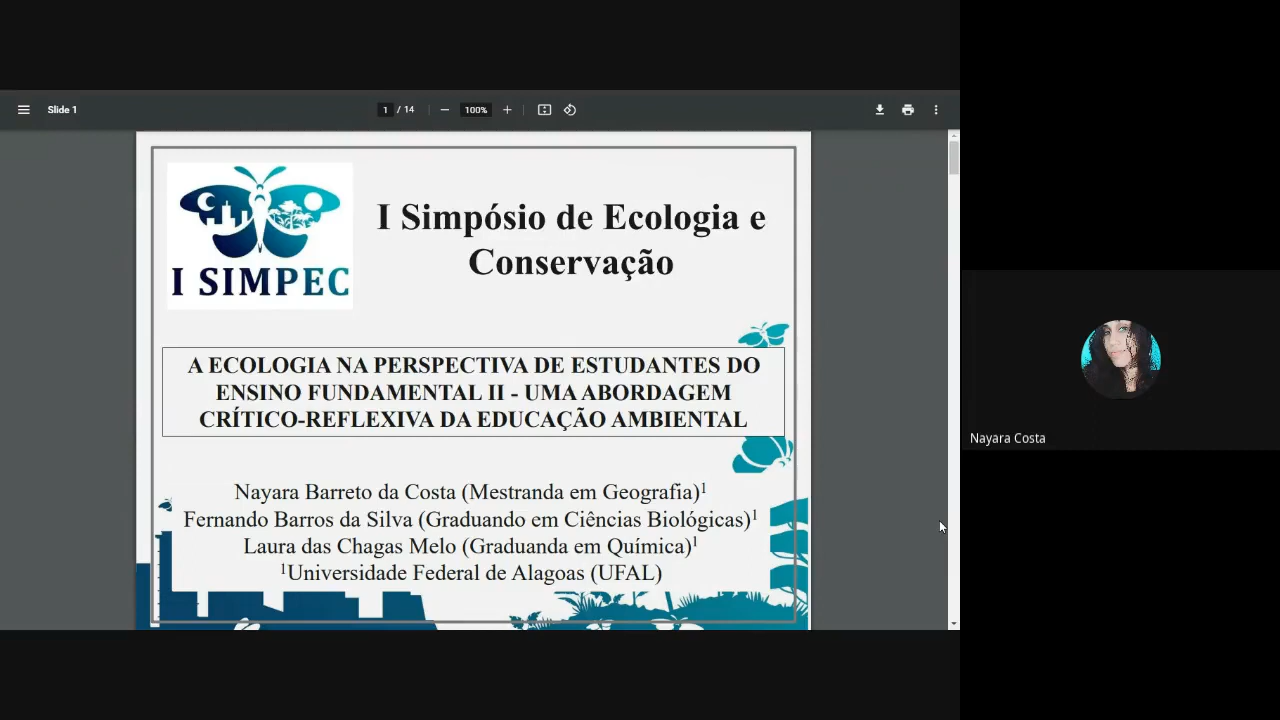 Slide 1
1 / 14
100%
I SIMPEC
I Simpósio de Ecologia e
Conservação
A ECOLOGIA NA PERSPECTIVA DE ESTUDANTES DO
ENSINO FUNDAMENTAL II - UMA ABORDAGEM
CRÍTICO-REFLEXIVA DA EDUCAÇÃO AMBIENTAL
Nayara Barreto da Costa (Mestranda em Geografia)¹
Fernando Barros da Silva (Graduando em Ciências Biológicas)¹
Laura das Chagas Melo (Graduanda em Química)¹
¹Universidade Federal de Alagoas (UFAL)
Nayara Costa